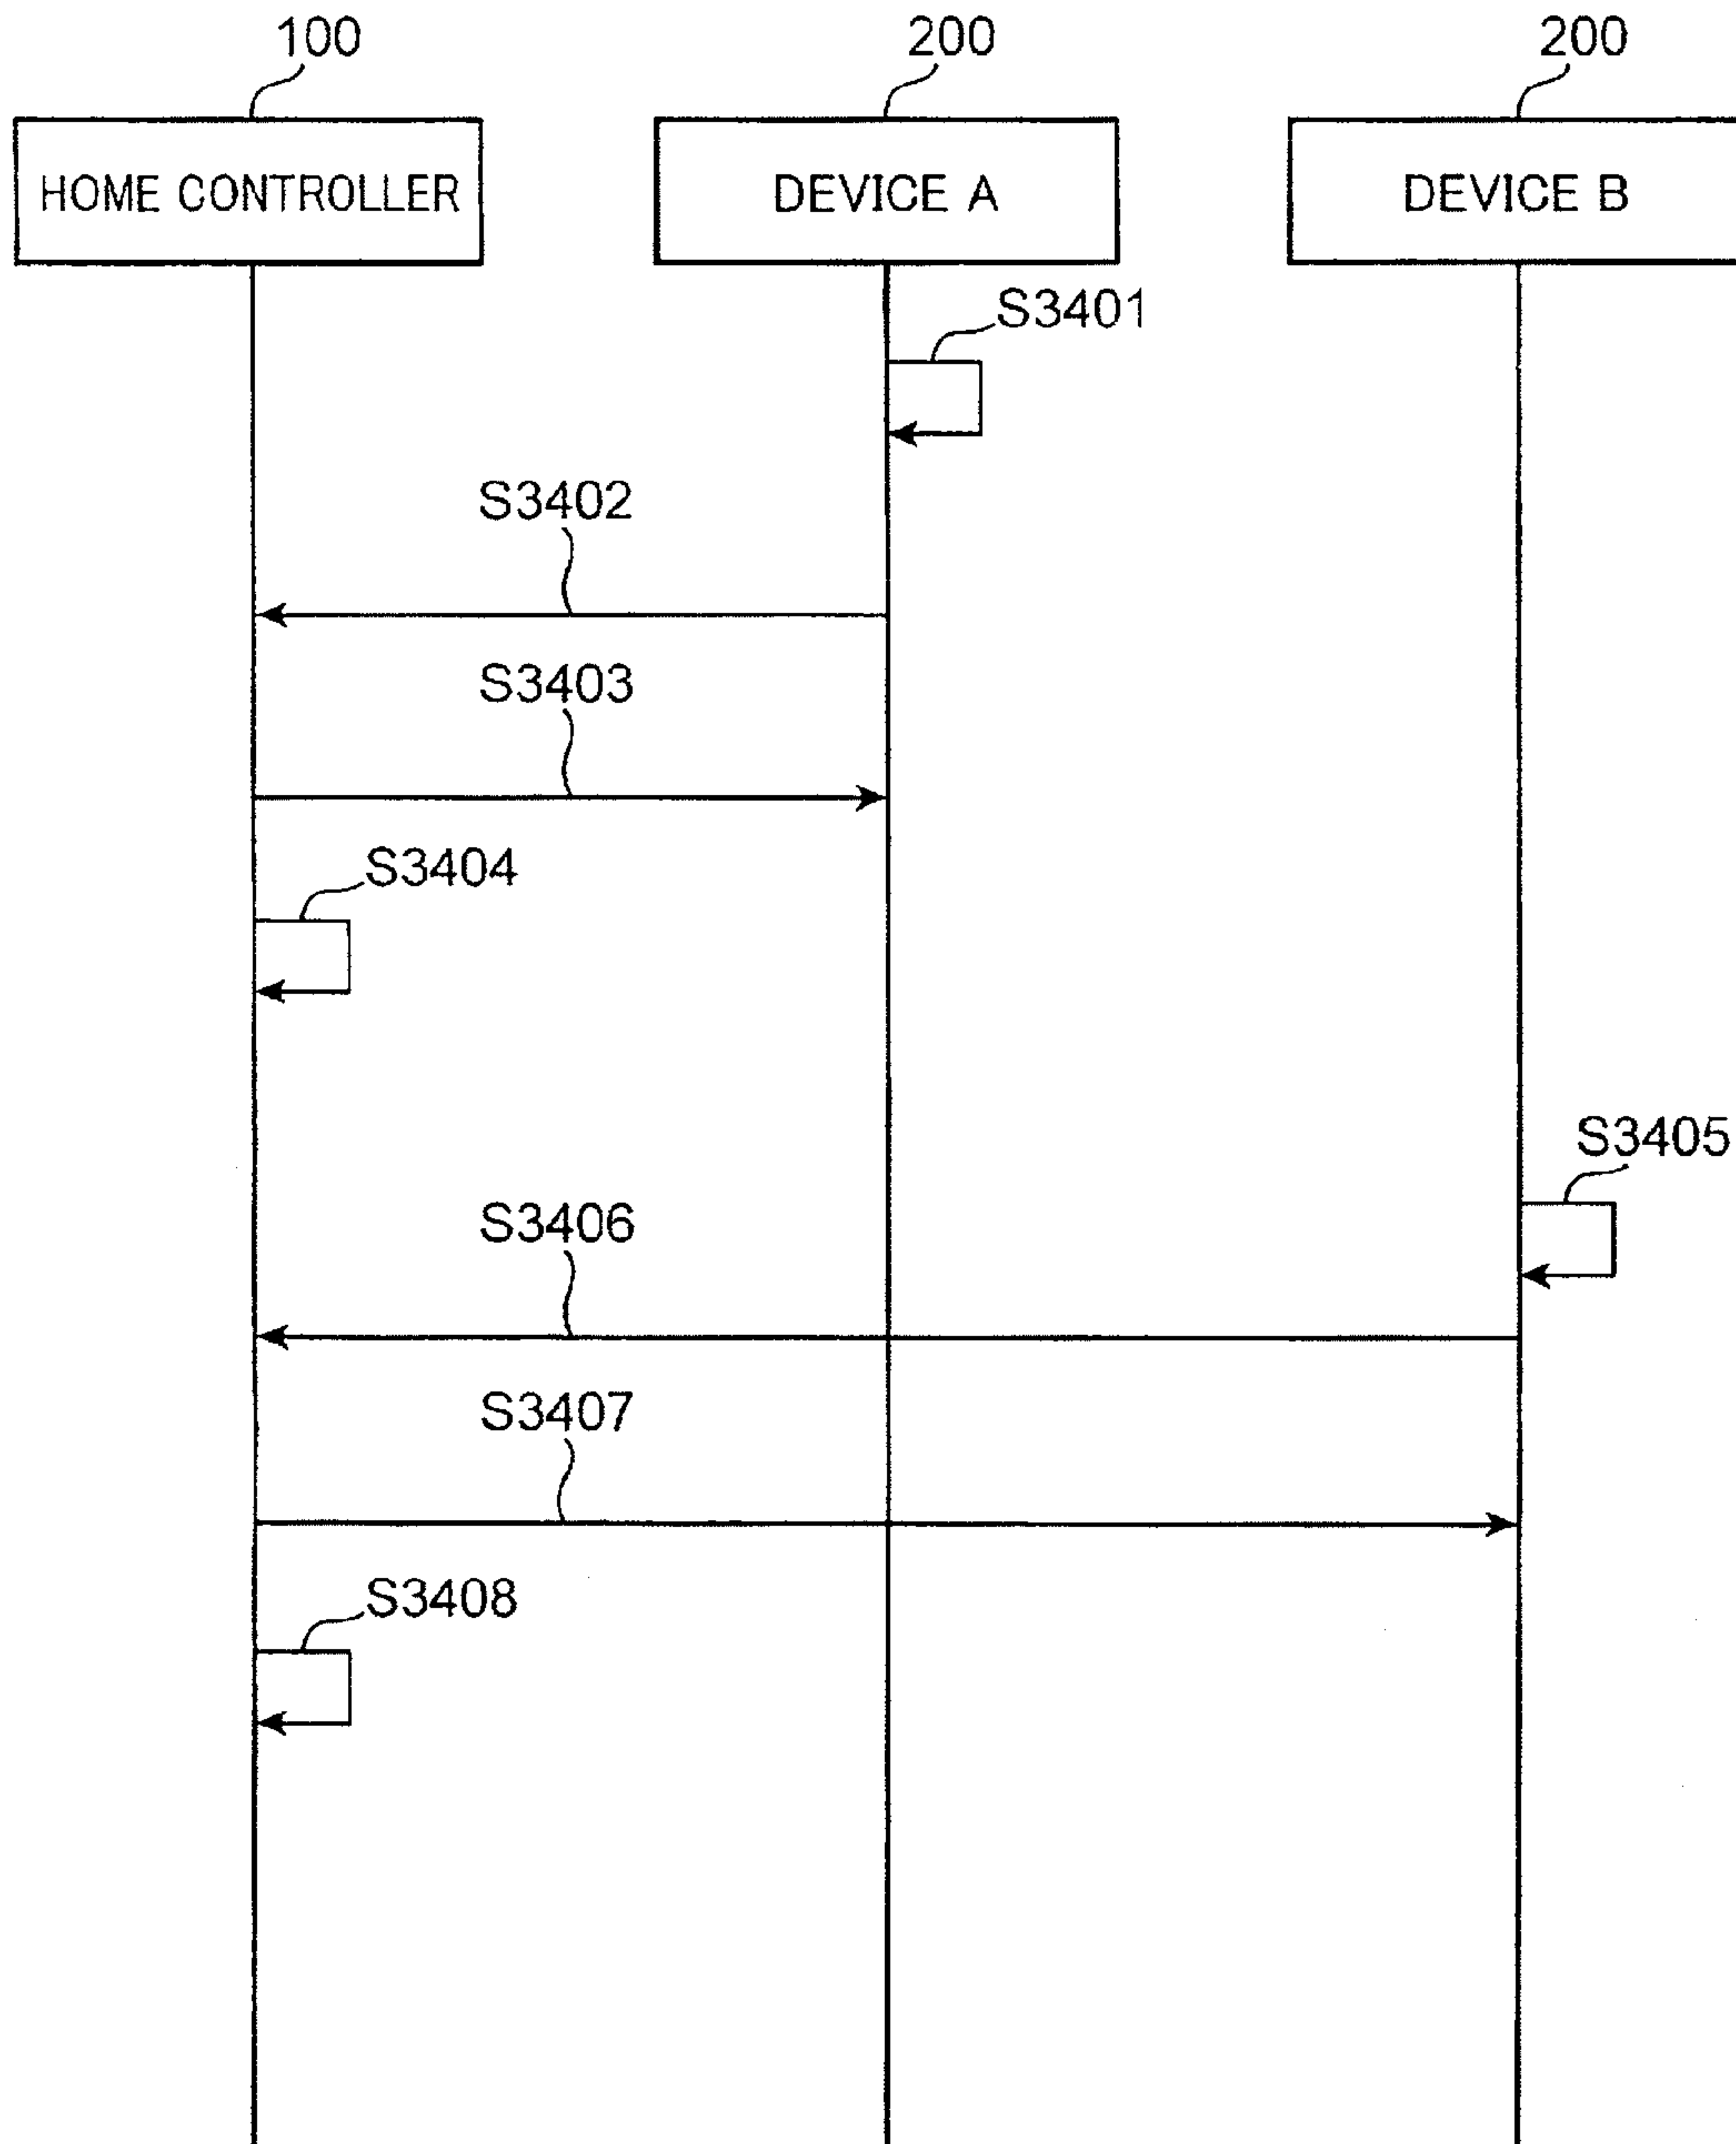 100
200
200
HOME CONTROLLER
DEVICE A
DEVICE B
S3401
S3402
S3403
S3404
S3405
S3406
S3407
S3408